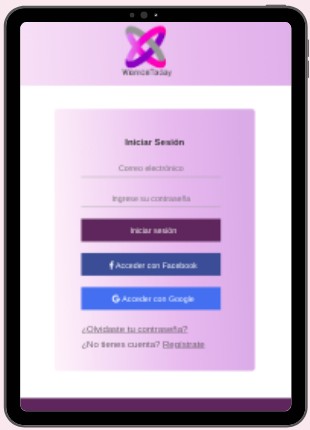 WomonToday
Iniciar Sesión
Correo electrónico
Ingrese su contraseña
Iniciar sesión
Acceder con Facebook
Acceder con Google
¿Olvidaste tu contraseña?
¿No tienes cuenta? Registrate